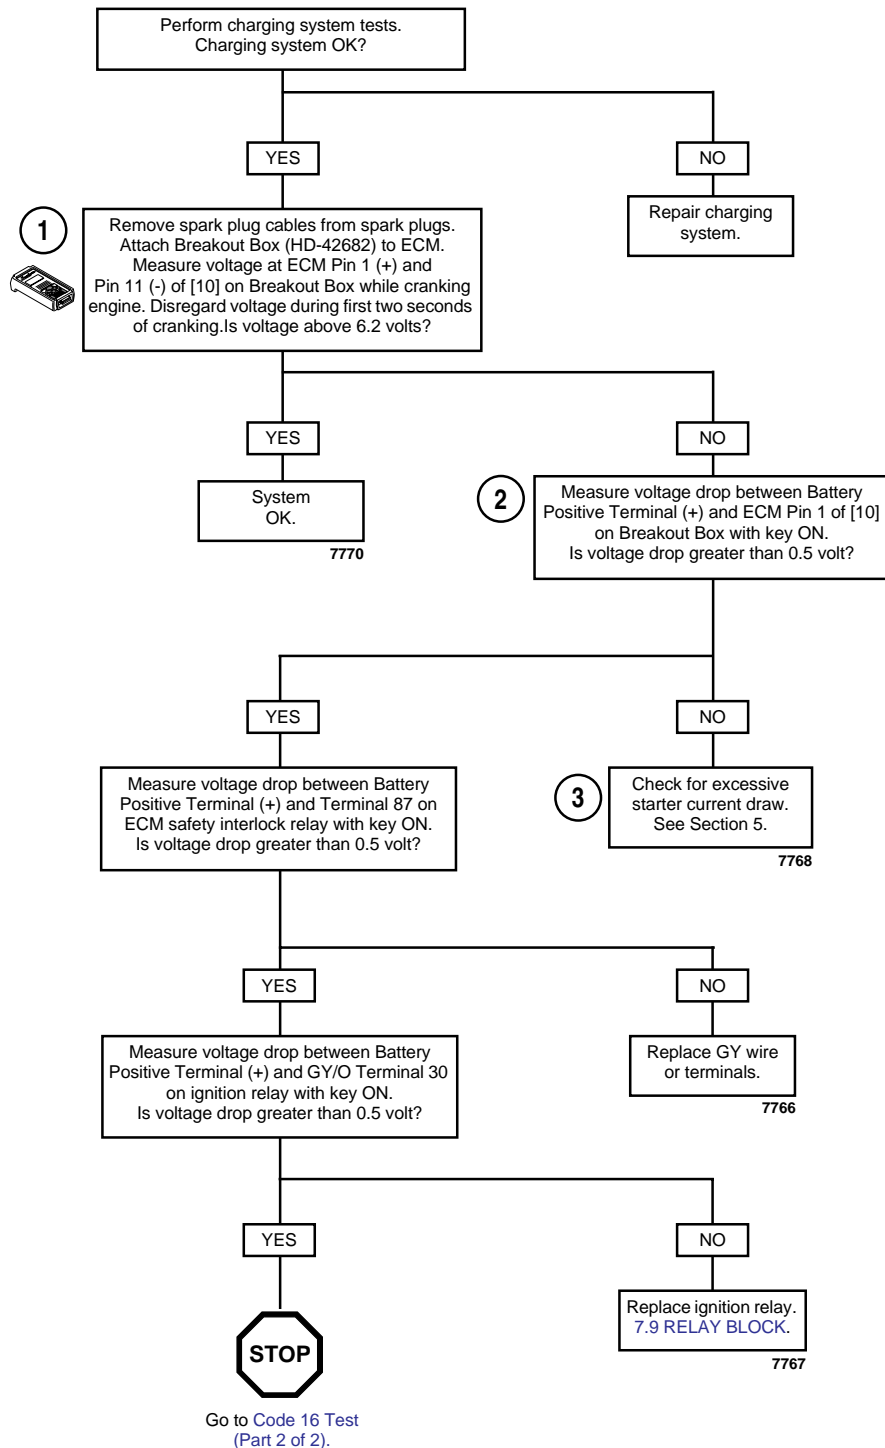 Perform charging system tests.
Charging system OK?
YES
NO
1
Remove spark plug cables from spark plugs.
Attach Breakout Box (HD-42682) to ECM.
Measure voltage at ECM Pin 1 (+) and
Pin 11 (-) of [10] on Breakout Box while cranking
engine. Disregard voltage during first two seconds
of cranking.Is voltage above 6.2 volts?
Repair charging
system.
YES
NO
System
OK.
7770
2
Measure voltage drop between Battery
Positive Terminal (+) and ECM Pin 1 of [10]
on Breakout Box with key ON.
Is voltage drop greater than 0.5 volt?
YES
NO
Measure voltage drop between Battery
Positive Terminal (+) and Terminal 87 on
ECM safety interlock relay with key ON.
Is voltage drop greater than 0.5 volt?
3
Check for excessive
starter current draw.
See Section 5.
7768
YES
NO
Measure voltage drop between Battery
Positive Terminal (+) and GY/O Terminal 30
on ignition relay with key ON.
Is voltage drop greater than 0.5 volt?
Replace GY wire
or terminals.
7766
YES
NO
STOP
Go to Code 16 Test
(Part 2 of 2).
Replace ignition relay.
7.9 RELAY BLOCK.
7767